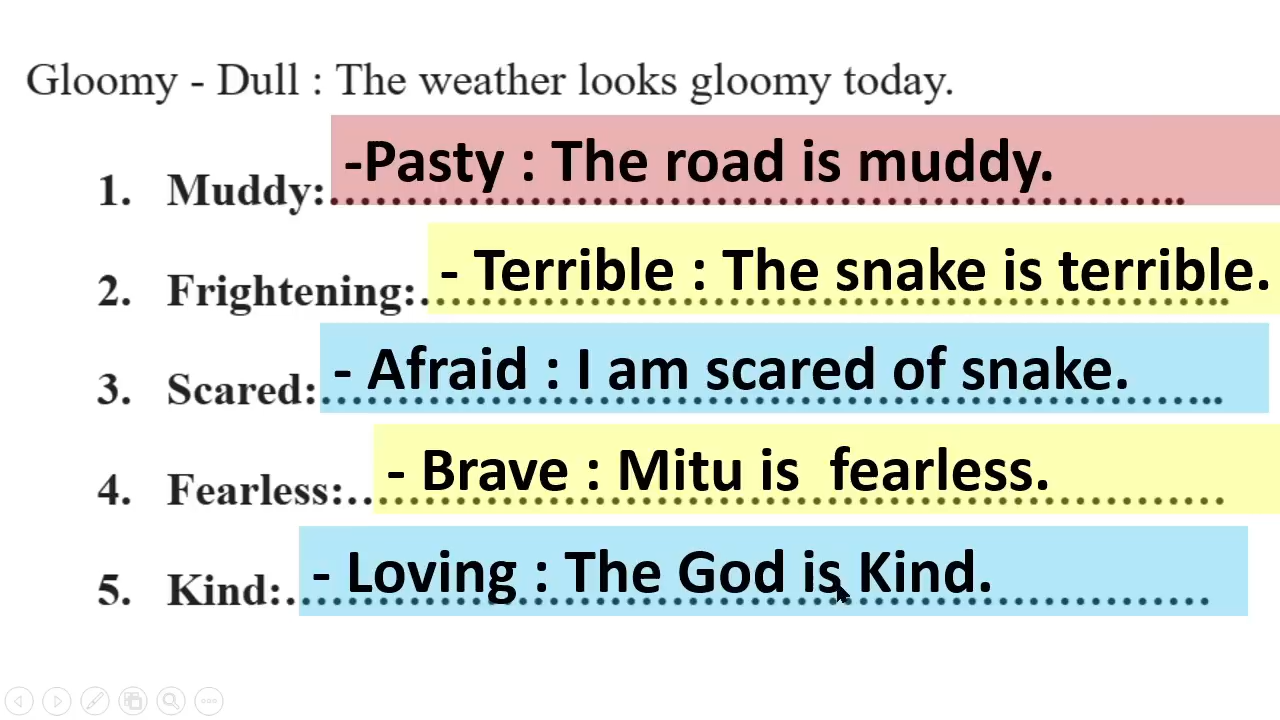 Gloomy - Dull : The weather looks gloomy today.
1. Muddy:.......................................................... -Pasty : The road is muddy.
2. Frightening:.......................................................... - Terrible : The snake is terrible.
3. Scared:.......................................................... - Afraid : I am scared of snake.
4. Fearless:.......................................................... - Brave : Mitu is  fearless.
5. Kind:.......................................................... - Loving : The God is Kind.